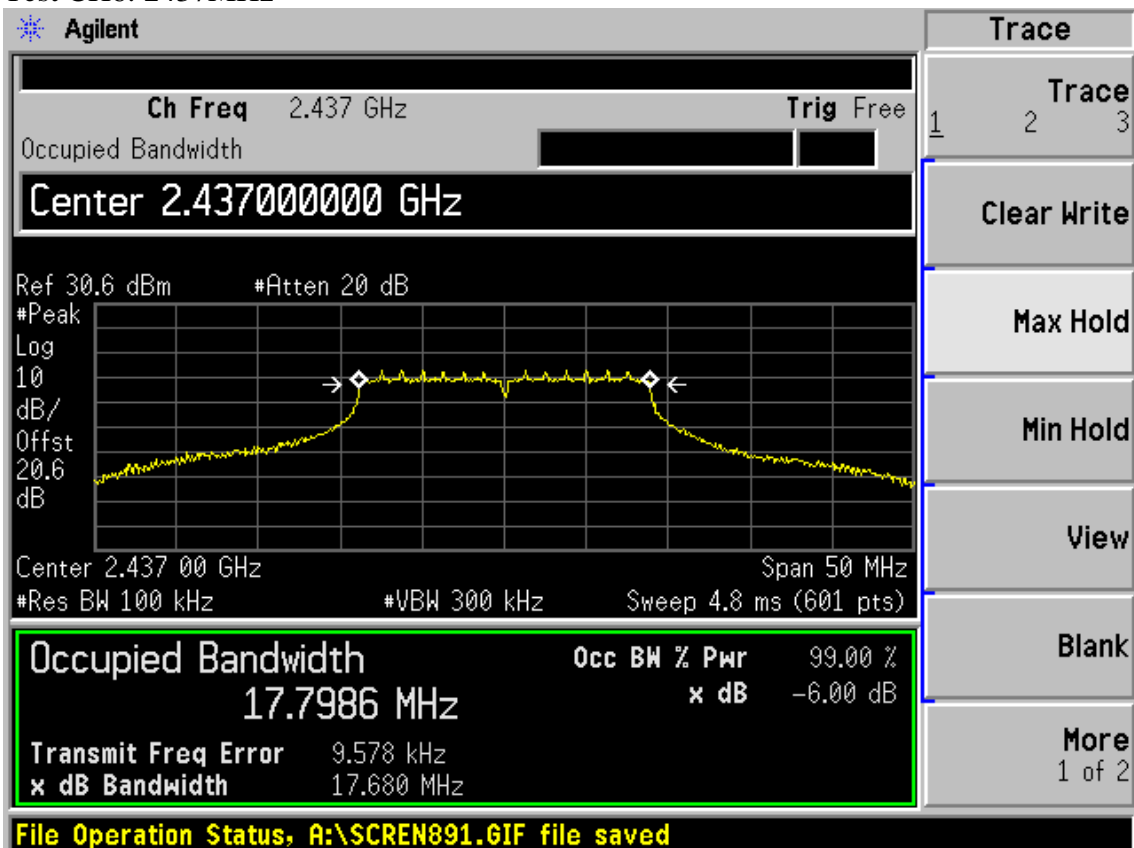 Agilent
Trace
Ch Freq 2.437 GHz Trig Free
Occupied Bandwidth
Center 2.437000000 GHz
Ref 30.6 dBm #Atten 20 dB
#Peak
Log
10
dB/
Offst
20.6
dB
Center 2.437 00 GHz Span 50 MHz
#Res BW 100 kHz #VBW 300 kHz Sweep 4.8 ms (601 pts)
Occupied Bandwidth
17.7986 MHz
Occ BW % Pwr 99.00 %
x dB -6.00 dB
Transmit Freq Error 9.578 kHz
x dB Bandwidth 17.680 MHz
File Operation Status, A:\SCREN891.GIF file saved
Trace
1 2 3
Clear Write
Max Hold
Min Hold
View
Blank
More
1 of 2